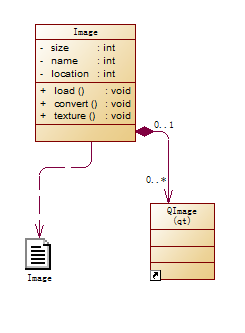 Image
- size : int
- name : int
- location : int
+ load () : void
+ convert () : void
+ texture () : void
0..1
0..*
QImage
(qt)
Image